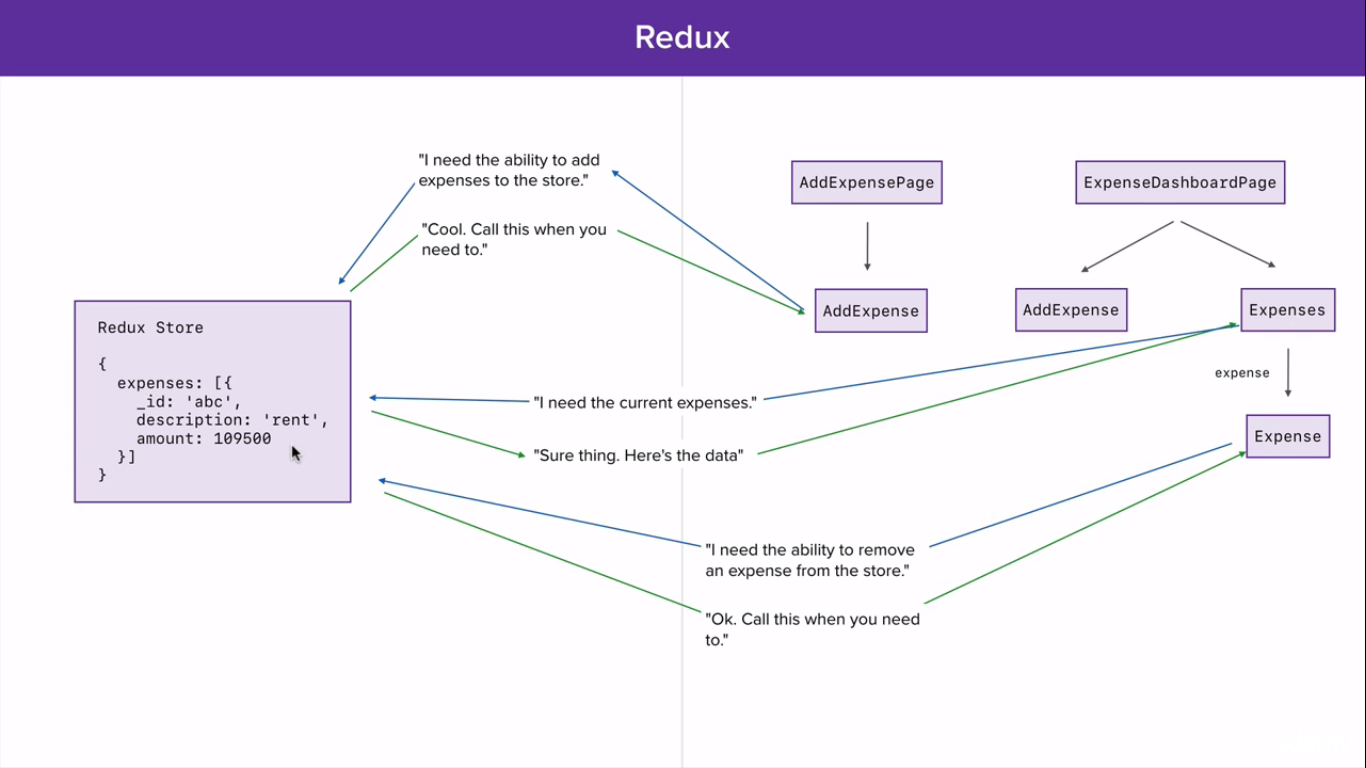 Redux
"I need the ability to add
expenses to the store."
"Cool. Call this when you
need to."
AddExpensePage
ExpenseDashboardPage
AddExpense
AddExpense
Expenses
Redux Store
{
expenses: [{
_id: 'abc',
description: 'rent',
amount: 109500
}]
}
expense
"I need the current expenses."
"Sure thing. Here's the data"
Expense
"I need the ability to remove
an expense from the store."
"Ok. Call this when you need
to."